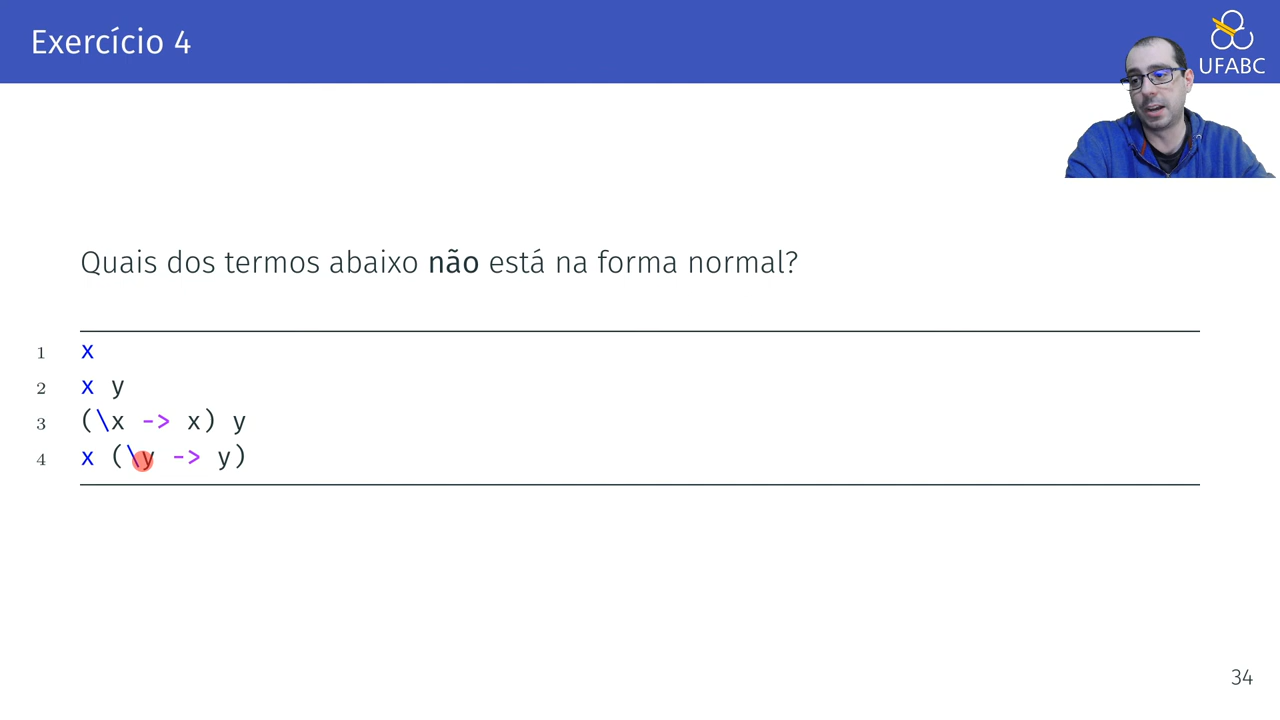 Exercício 4
UFABC
Quais dos termos abaixo não está na forma normal?
1 x
2 x y
3 (\x -> x) y
4 x (\y -> y)
34